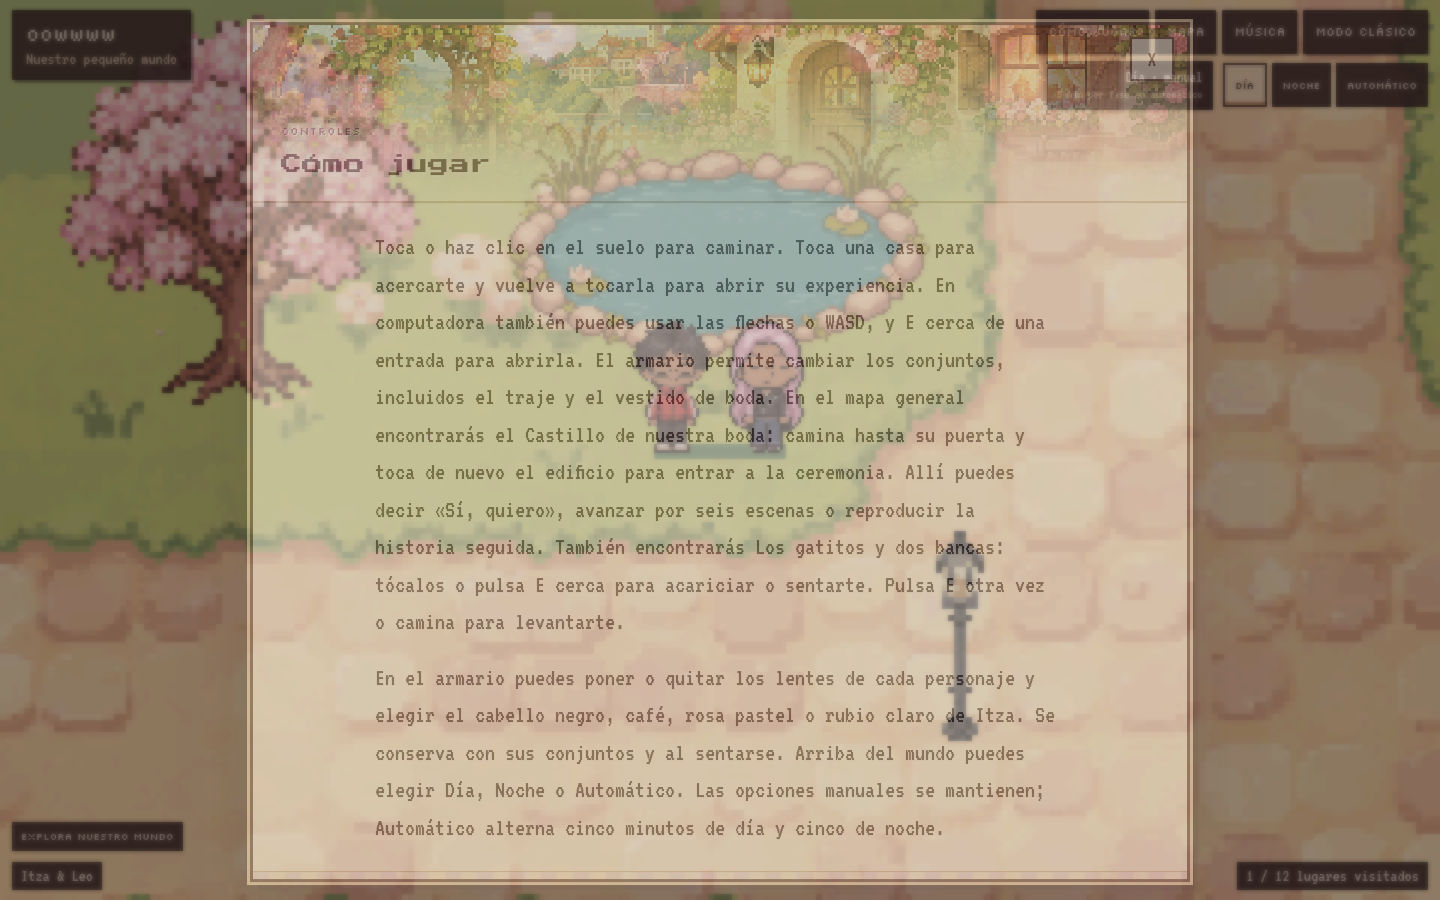 OOWWWW
Nuestro pequeño mundo
CÓMO JUGAR
MAPA
MÚSICA
MODO CLÁSICO
X
Día · manual
DÍA
NOCHE
AUTOMÁTICO
CONTROLES
Cómo jugar
Toca o haz clic en el suelo para caminar. Toca una casa para
acercarte y vuelve a tocarla para abrir su experiencia. En
computadora también puedes usar las flechas o WASD, y E cerca de una
entrada para abrirla. El armario permite cambiar los conjuntos,
incluidos el traje y el vestido de boda. En el mapa general
encontrarás el Castillo de nuestra boda: camina hasta su puerta y
toca de nuevo el edificio para entrar a la ceremonia. Allí puedes
decir «Sí, quiero», avanzar por seis escenas o reproducir la
historia seguida. También encontrarás Los gatitos y dos bancas:
tócalos o pulsa E cerca para acariciar o sentarte. Pulsa E otra vez
o camina para levantarte.
En el armario puedes poner o quitar los lentes de cada personaje y
elegir el cabello negro, café, rosa pastel o rubio claro de Itza. Se
conserva con sus conjuntos y al sentarse. Arriba del mundo puedes
elegir Día, Noche o Automático. Las opciones manuales se mantienen;
Automático alterna cinco minutos de día y cinco de noche.
EXPLORA NUESTRO MUNDO
Itza & Leo
1 / 12 lugares visitados